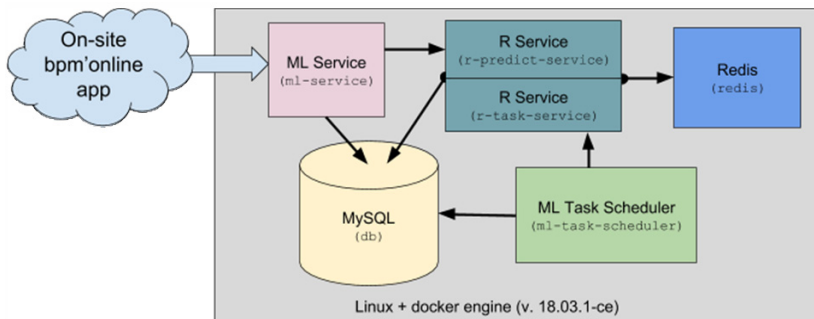 On-site
bpm'online
app
ML Service
(ml-service)
R Service
(r-predict-service)
R Service
(r-task-service)
Redis
(redis)
MySQL
(db)
ML Task Scheduler
(ml-task-scheduler)
Linux + docker engine (v. 18.03.1-ce)